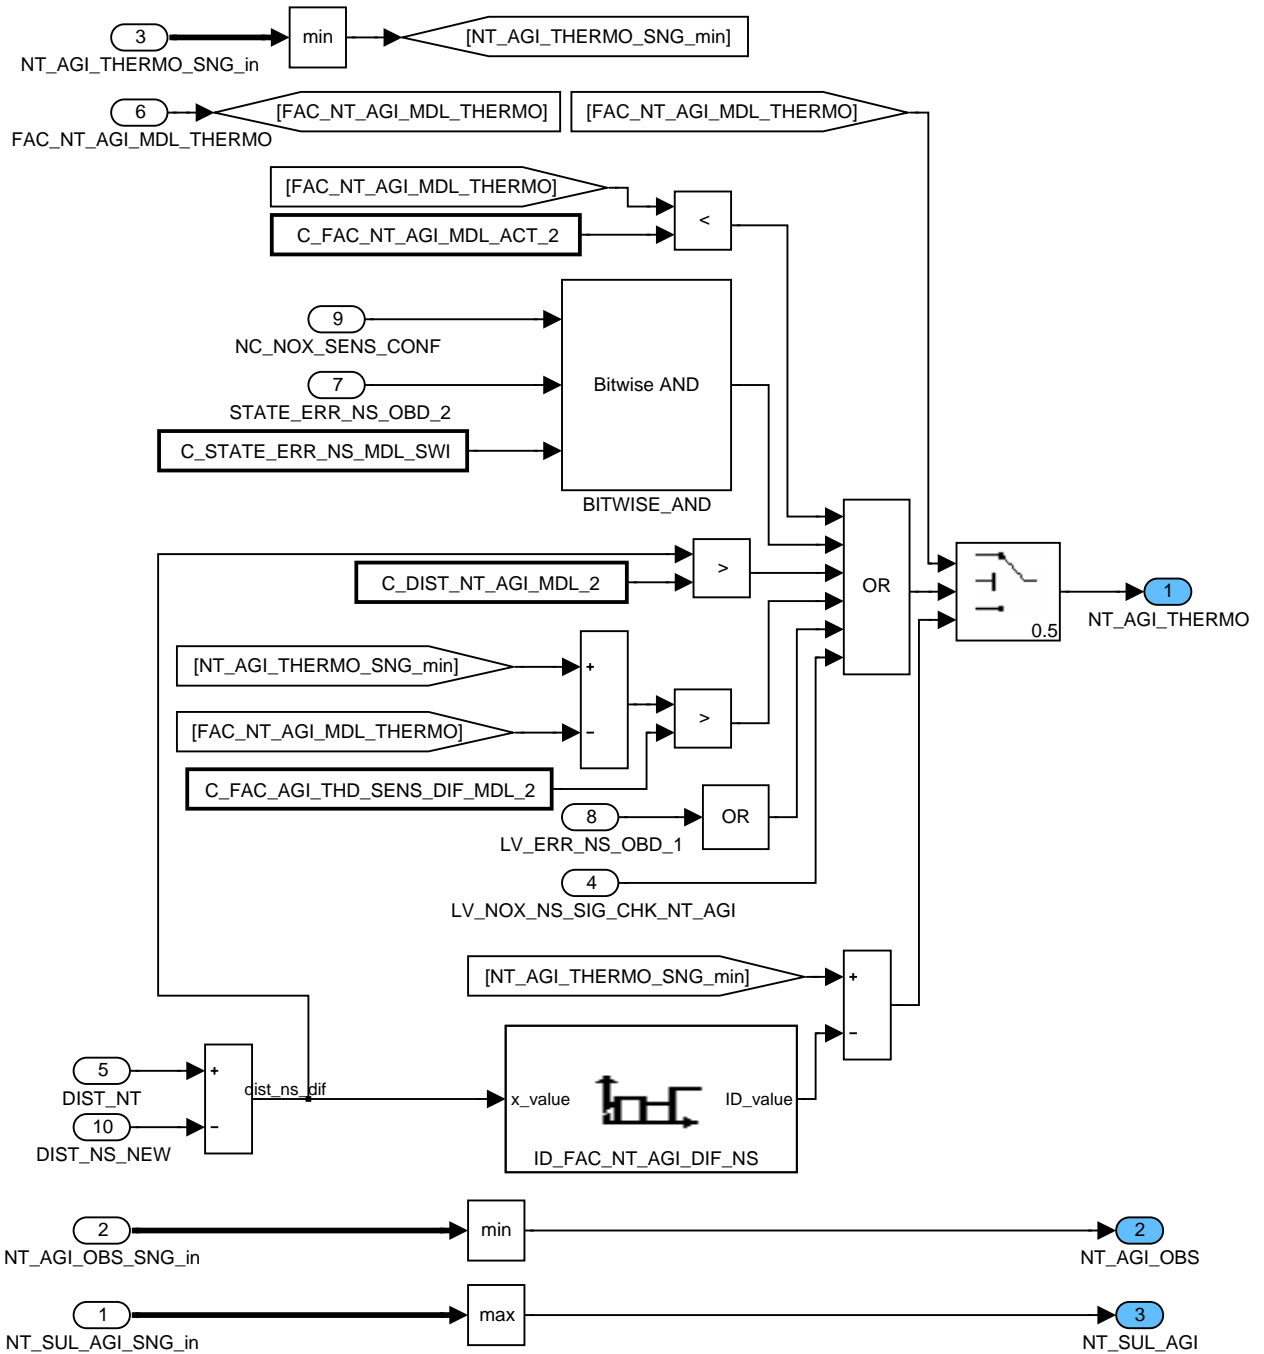 3
min
[NT_AGI_THERMO_SNG_min]
NT_AGI_THERMO_SNG_in
6
[FAC_NT_AGI_MDL_THERMO]
[FAC_NT_AGI_MDL_THERMO]
FAC_NT_AGI_MDL_THERMO
[FAC_NT_AGI_MDL_THERMO]
<
C_FAC_NT_AGI_MDL_ACT_2
9
NC_NOX_SENS_CONF
7
Bitwise AND
STATE_ERR_NS_OBD_2
C_STATE_ERR_NS_MDL_SWI
BITWISE_AND
>
C_DIST_NT_AGI_MDL_2
OR
0.5
1
NT_AGI_THERMO
[NT_AGI_THERMO_SNG_min]
+
[FAC_NT_AGI_MDL_THERMO]
−
>
C_FAC_AGI_THD_SENS_DIF_MDL_2
8
OR
LV_ERR_NS_OBD_1
4
LV_NOX_NS_SIG_CHK_NT_AGI
[NT_AGI_THERMO_SNG_min]
+
−
5
+
DIST_NT
dist_ns_dif
x_value
ID_value
10
−
DIST_NS_NEW
ID_FAC_NT_AGI_DIF_NS
2
min
2
NT_AGI_OBS_SNG_in
NT_AGI_OBS
1
max
3
NT_SUL_AGI_SNG_in
NT_SUL_AGI